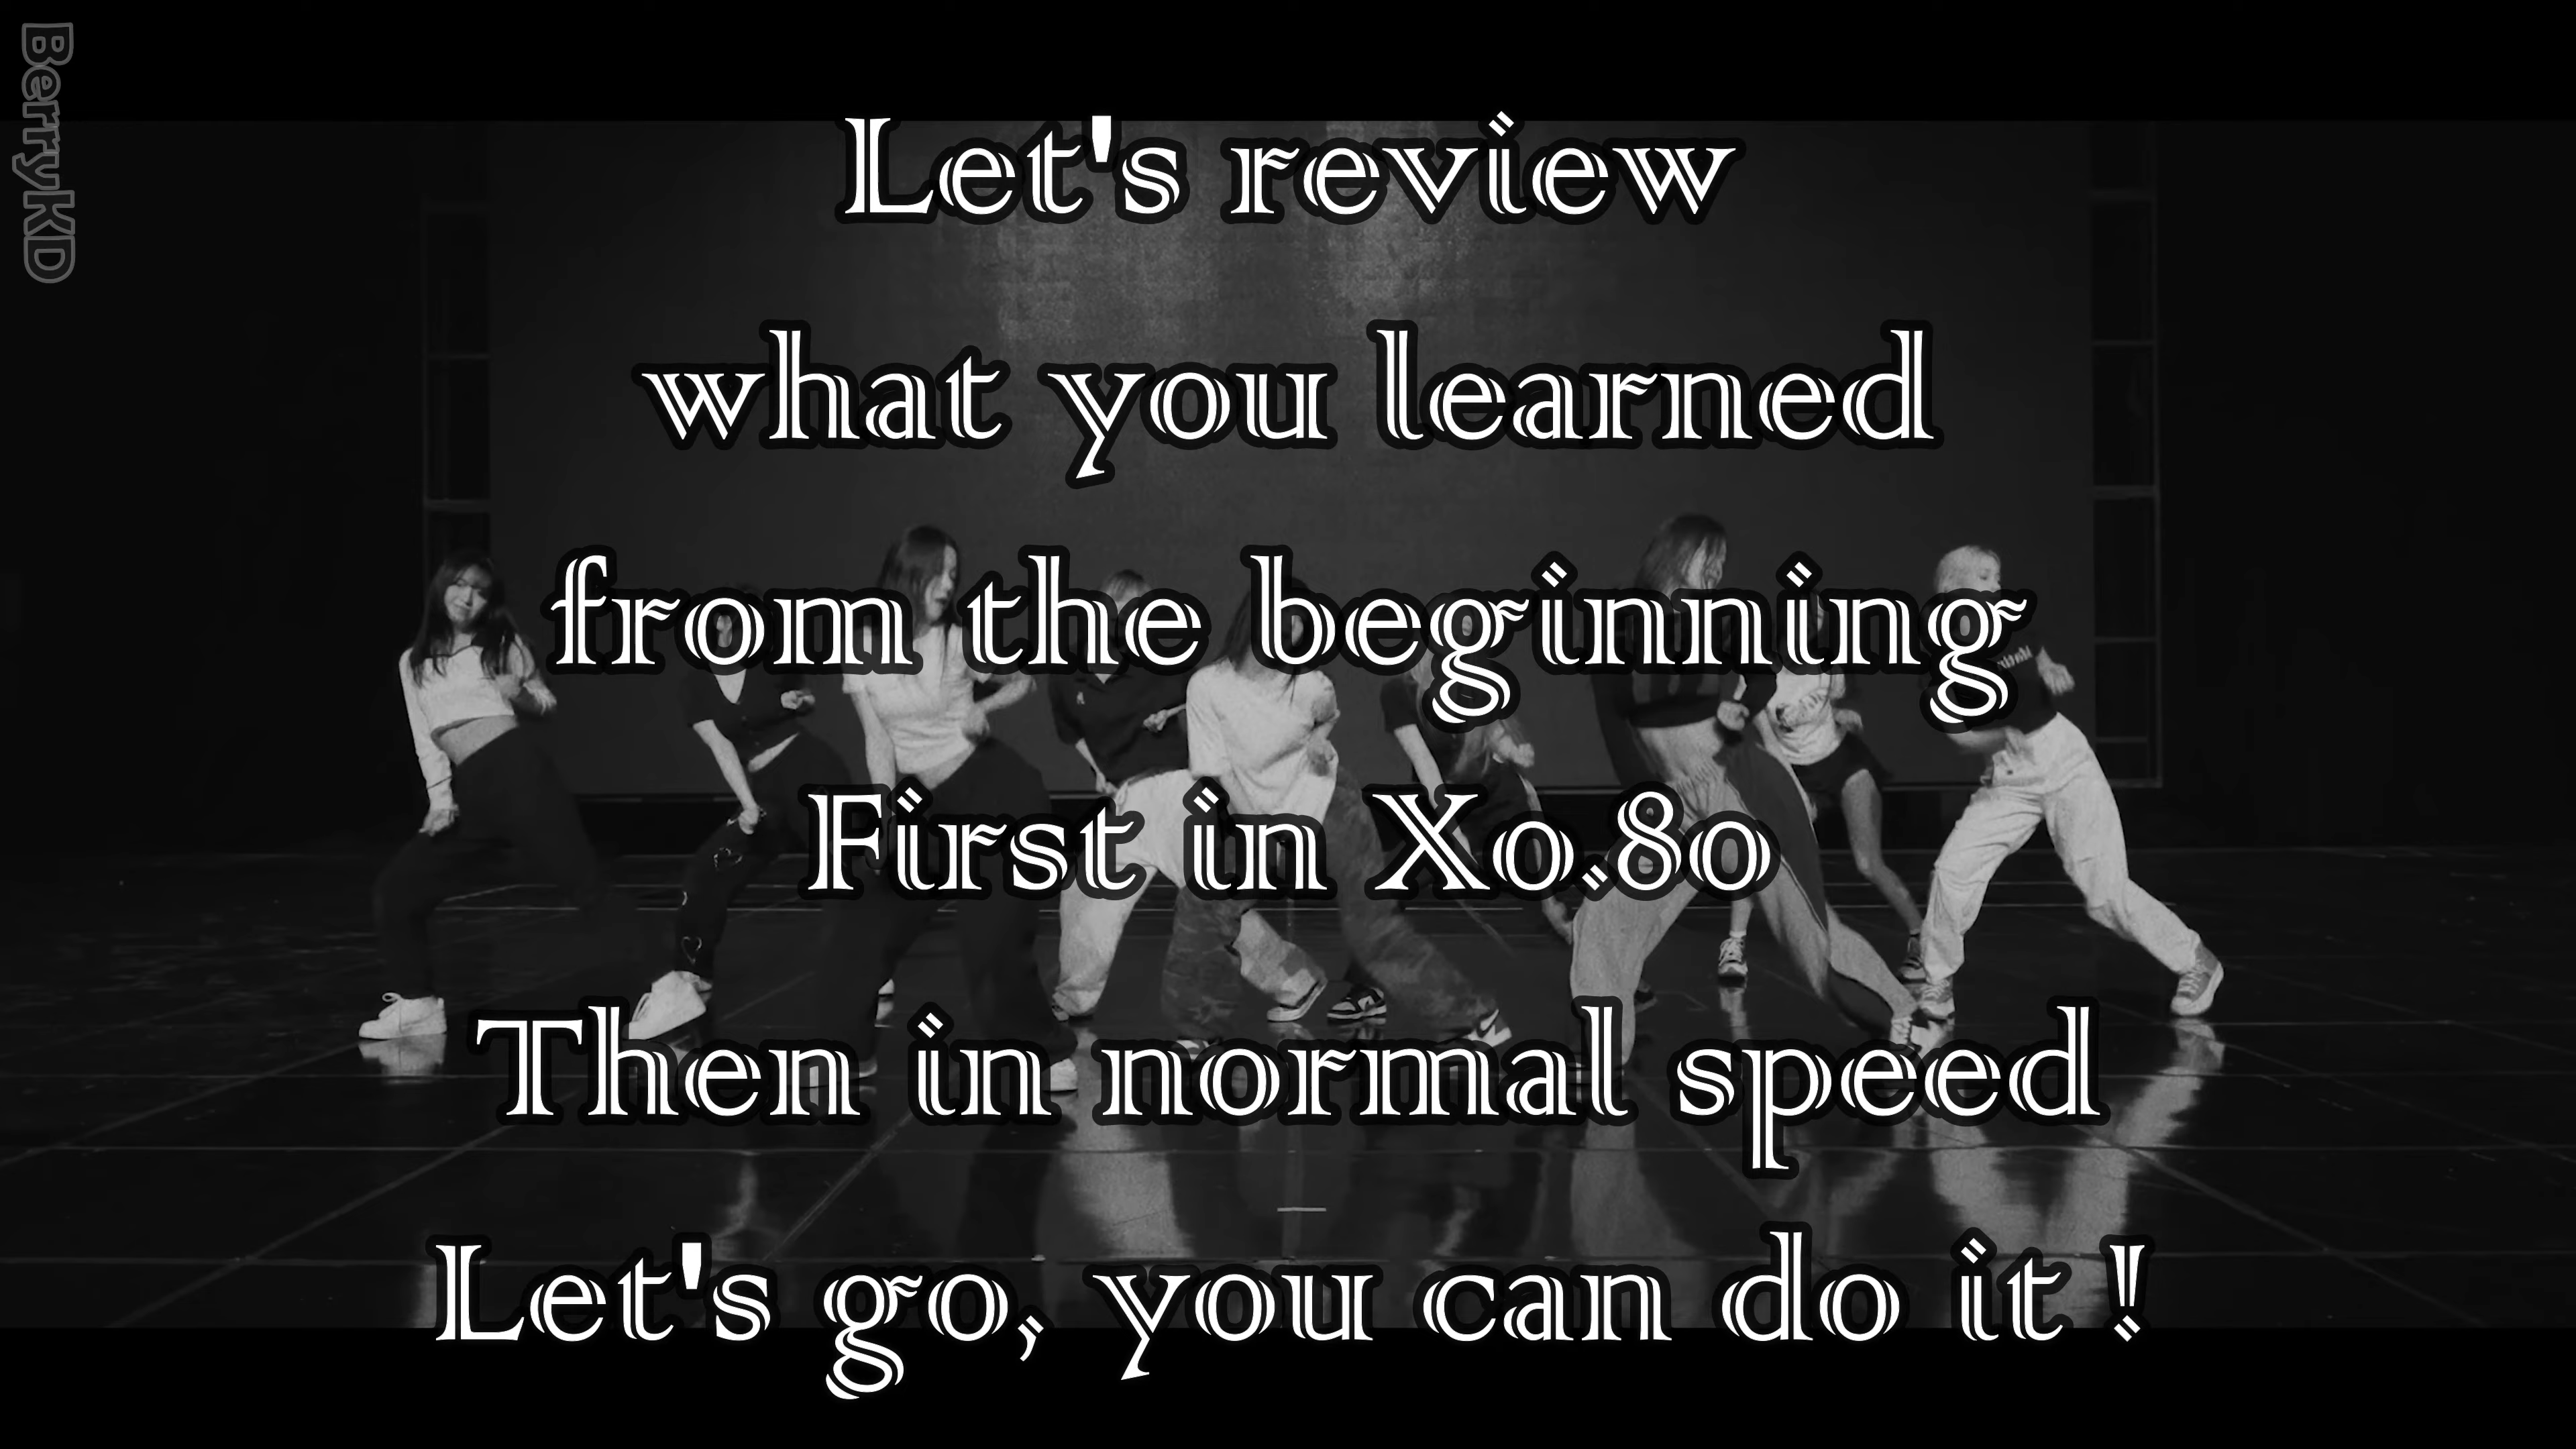 BerryKD
Let's review
what you learned
from the beginning
First in X0.80
Then in normal speed
Let's go, you can do it !